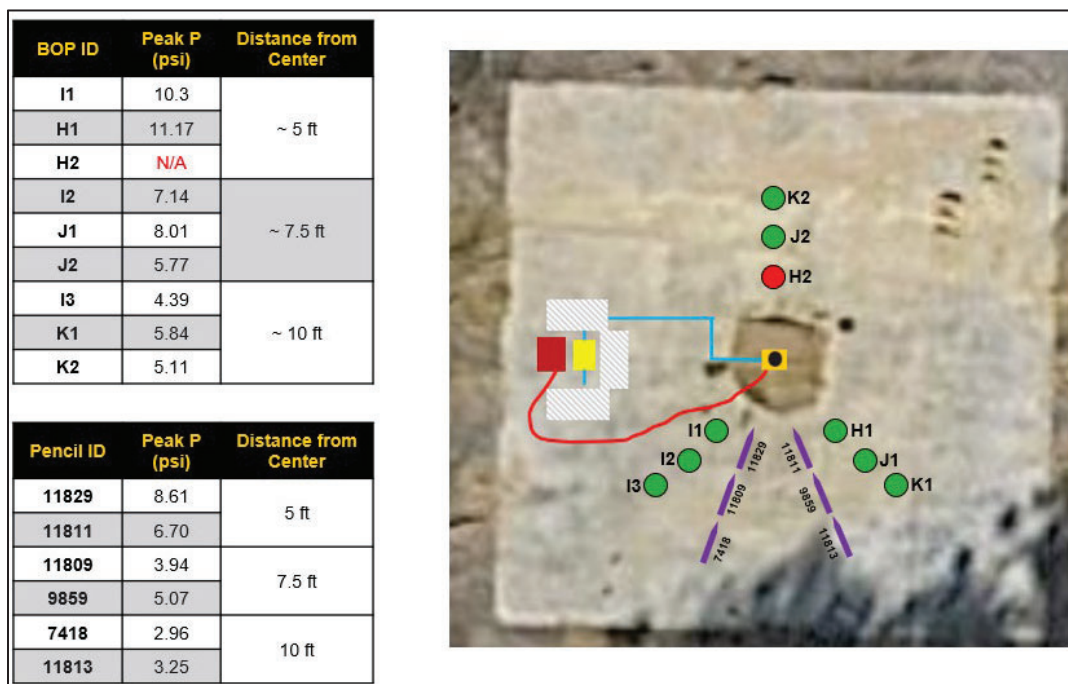 BOP ID Peak P (psi) Distance from Center
I1 10.3 ~ 5 ft
H1 11.17
H2 N/A
I2 7.14 ~ 7.5 ft
J1 8.01
J2 5.77
I3 4.39 ~ 10 ft
K1 5.84
K2 5.11
Pencil ID Peak P (psi) Distance from Center
11829 8.61 5 ft
11811 6.70
11809 3.94 7.5 ft
9859 5.07
7418 2.96 10 ft
11813 3.25
K2
J2
H2
I1
H1
I2
J1
I3
K1
11829
11811
11809
9859
7418
11813